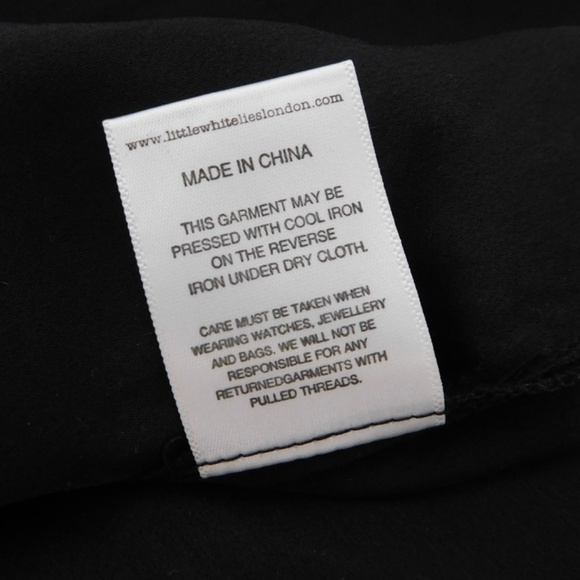 www.littlewhitelieslondon.com
MADE IN CHINA
THIS GARMENT MAY BE
PRESSED WITH COOL IRON
ON THE REVERSE
IRON UNDER DRY CLOTH.
CARE MUST BE TAKEN WHEN
WEARING WATCHES, JEWELLERY
AND BAGS. WE WILL NOT BE
RESPONSIBLE FOR ANY
RETURNEDGARMENTS WITH
PULLED THREADS.